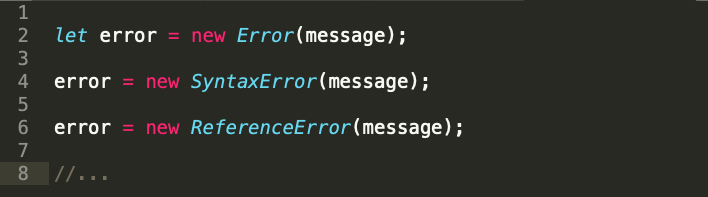 1
2 let error = new Error(message);
3
4 error = new SyntaxError(message);
5
6 error = new ReferenceError(message);
7
8 //...